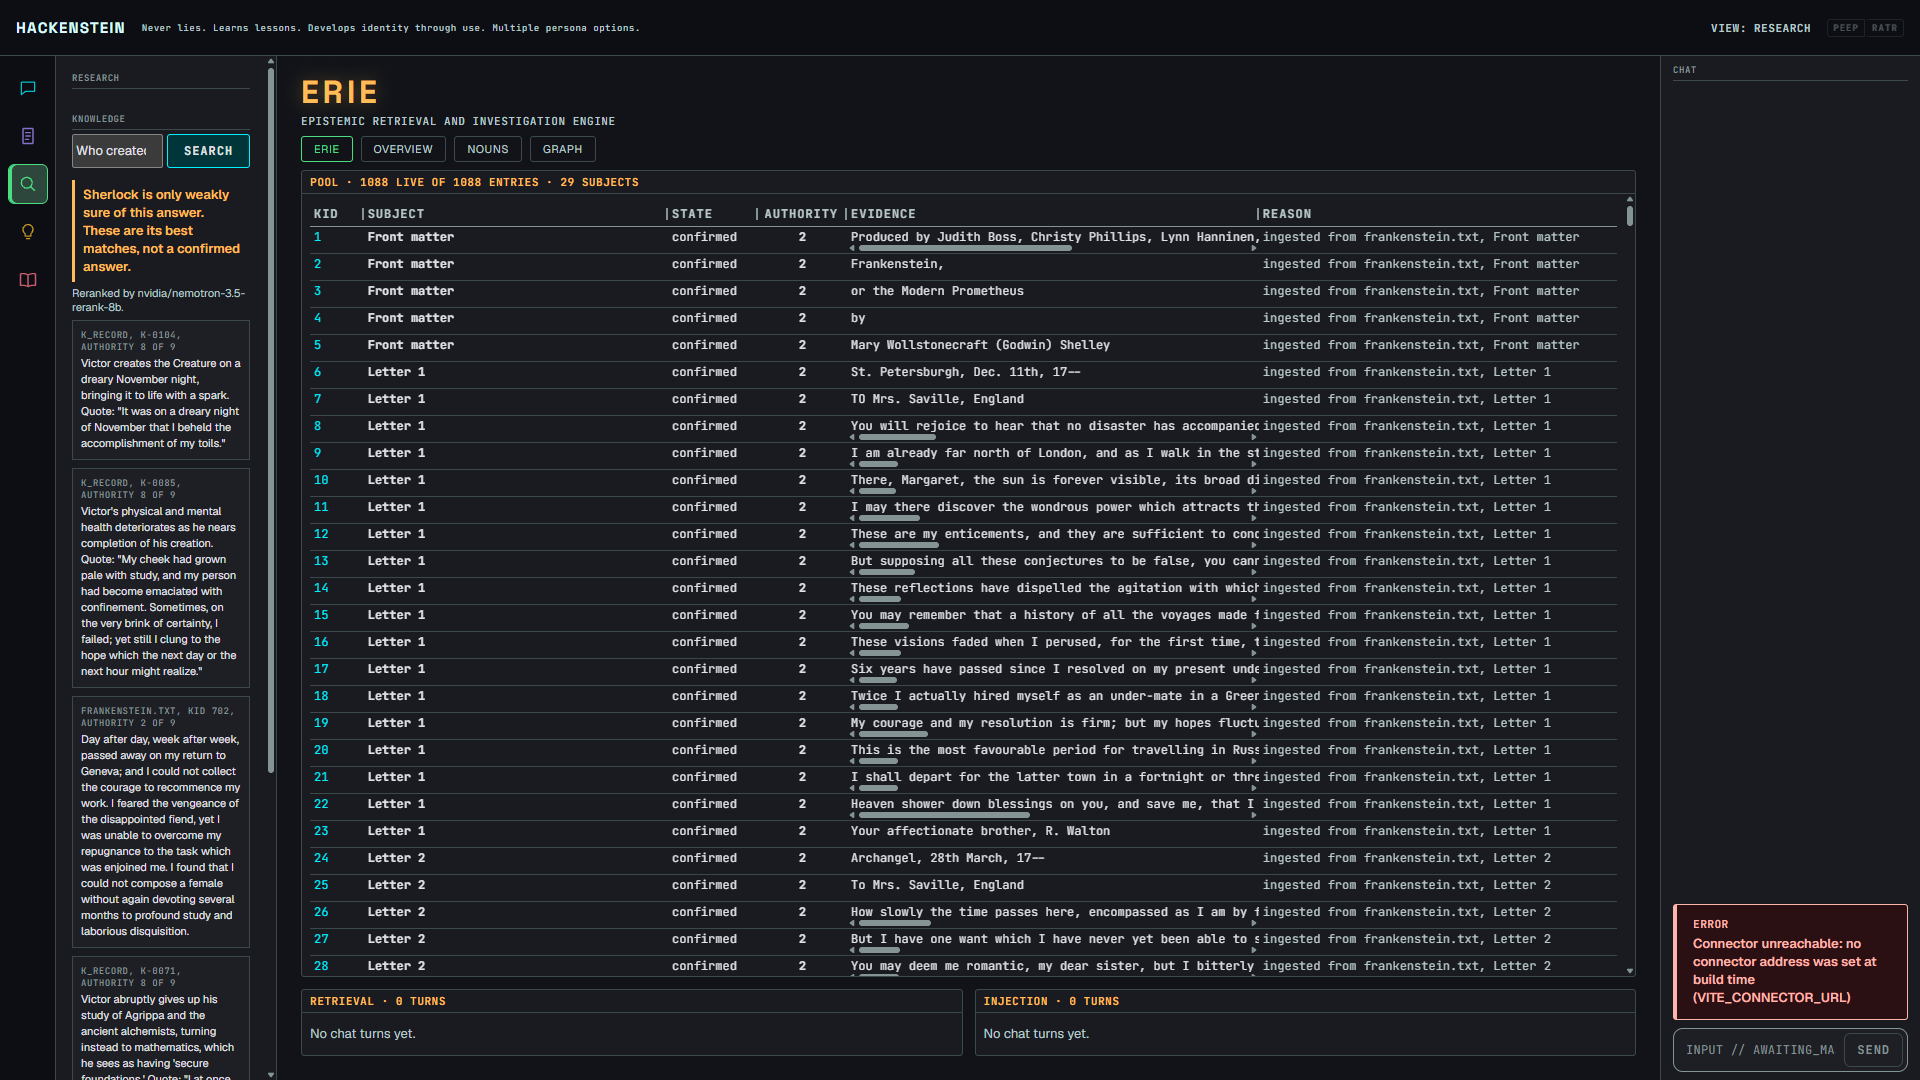 HACKENSTEIN
Never lies. Learns lessons. Develops identity through use. Multiple persona options.
VIEW: RESEARCH
PEEP RATR
RESEARCH
KNOWLEDGE
Who create
SEARCH
Sherlock is only weakly
sure of this answer.
These are its best
matches, not a confirmed
answer.
Reranked by nvidia/nemotron-3.5-
rerank-8b.
K_RECORD, K-0104,
AUTHORITY 8 OF 9
Victor creates the Creature on a
dreary November night,
bringing it to life with a spark.
Quote: "It was on a dreary night
of November that I beheld the
accomplishment of my toils."
K_RECORD, K-0085,
AUTHORITY 8 OF 9
Victor's physical and mental
health deteriorates as he nears
completion of his creation.
Quote: "My cheek had grown
pale with study, and my person
had become emaciated with
confinement. Sometimes, on
the very brink of certainty, I
failed; yet still I clung to the
hope which the next day or the
next hour might realize."
FRANKENSTEIN.TXT, KID 702,
AUTHORITY 2 OF 9
Day after day, week after week,
passed away on my return to
Geneva; and I could not collect
the courage to recommence my
work. I feared the vengeance of
the disappointed fiend, yet I
was unable to overcome my
repugnance to the task which
was enjoined me. I found that I
could not compose a female
without again devoting several
months to profound study and
laborious disquisition.
K_RECORD, K-0071,
AUTHORITY 8 OF 9
Victor abruptly gives up his
study of Agrippa and the
ancient alchemists, turning
instead to mathematics, which
he sees as having 'secure
foundations.' Quote: "I at once
ERIE
EPISTEMIC RETRIEVAL AND INVESTIGATION ENGINE
ERIE OVERVIEW NOUNS GRAPH
POOL · 1088 LIVE OF 1088 ENTRIES · 29 SUBJECTS
KID |SUBJECT |STATE |AUTHORITY |EVIDENCE |REASON
1 Front matter confirmed 2 Produced by Judith Boss, Christy Phillips, Lynn Hanninen, ingested from frankenstein.txt, Front matter
2 Front matter confirmed 2 Frankenstein, ingested from frankenstein.txt, Front matter
3 Front matter confirmed 2 or the Modern Prometheus ingested from frankenstein.txt, Front matter
4 Front matter confirmed 2 by ingested from frankenstein.txt, Front matter
5 Front matter confirmed 2 Mary Wollstonecraft (Godwin) Shelley ingested from frankenstein.txt, Front matter
6 Letter 1 confirmed 2 St. Petersburgh, Dec. 11th, 17-- ingested from frankenstein.txt, Letter 1
7 Letter 1 confirmed 2 TO Mrs. Saville, England ingested from frankenstein.txt, Letter 1
8 Letter 1 confirmed 2 You will rejoice to hear that no disaster has accompanied ingested from frankenstein.txt, Letter 1
9 Letter 1 confirmed 2 I am already far north of London, and as I walk in the st ingested from frankenstein.txt, Letter 1
10 Letter 1 confirmed 2 There, Margaret, the sun is forever visible, its broad di ingested from frankenstein.txt, Letter 1
11 Letter 1 confirmed 2 I may there discover the wondrous power which attracts th ingested from frankenstein.txt, Letter 1
12 Letter 1 confirmed 2 These are my enticements, and they are sufficient to conq ingested from frankenstein.txt, Letter 1
13 Letter 1 confirmed 2 But supposing all these conjectures to be false, you cann ingested from frankenstein.txt, Letter 1
14 Letter 1 confirmed 2 These reflections have dispelled the agitation with which ingested from frankenstein.txt, Letter 1
15 Letter 1 confirmed 2 You may remember that a history of all the voyages made f ingested from frankenstein.txt, Letter 1
16 Letter 1 confirmed 2 These visions faded when I perused, for the first time, t ingested from frankenstein.txt, Letter 1
17 Letter 1 confirmed 2 Six years have passed since I resolved on my present unde ingested from frankenstein.txt, Letter 1
18 Letter 1 confirmed 2 Twice I actually hired myself as an under-mate in a Green ingested from frankenstein.txt, Letter 1
19 Letter 1 confirmed 2 My courage and my resolution is firm; but my hopes fluctu ingested from frankenstein.txt, Letter 1
20 Letter 1 confirmed 2 This is the most favourable period for travelling in Russ ingested from frankenstein.txt, Letter 1
21 Letter 1 confirmed 2 I shall depart for the latter town in a fortnight or thre ingested from frankenstein.txt, Letter 1
22 Letter 1 confirmed 2 Heaven shower down blessings on you, and save me, that I ingested from frankenstein.txt, Letter 1
23 Letter 1 confirmed 2 Your affectionate brother, R. Walton ingested from frankenstein.txt, Letter 1
24 Letter 2 confirmed 2 Archangel, 28th March, 17-- ingested from frankenstein.txt, Letter 2
25 Letter 2 confirmed 2 To Mrs. Saville, England ingested from frankenstein.txt, Letter 2
26 Letter 2 confirmed 2 How slowly the time passes here, encompassed as I am by f ingested from frankenstein.txt, Letter 2
27 Letter 2 confirmed 2 But I have one want which I have never yet been able to s ingested from frankenstein.txt, Letter 2
28 Letter 2 confirmed 2 You may deem me romantic, my dear sister, but I bitterly ingested from frankenstein.txt, Letter 2
RETRIEVAL · 0 TURNS
No chat turns yet.
INJECTION · 0 TURNS
No chat turns yet.
CHAT
ERROR
Connector unreachable: no
connector address was set at
build time
(VITE_CONNECTOR_URL)
INPUT // AWAITING_MA
SEND